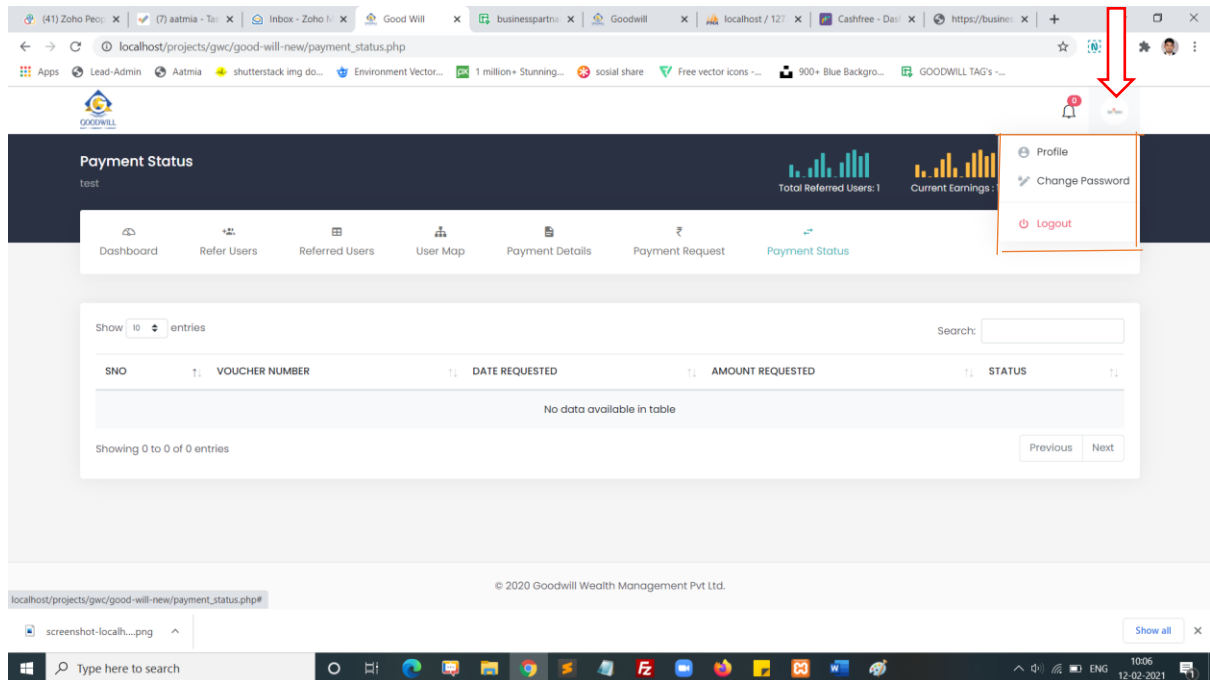 (41) Zoho Peop
(7) aatmia - Tas
Inbox - Zoho M
Good Will
businesspartna
Goodwill
localhost / 127.
Cashfree - Das
https://busines
localhost/projects/gwc/good-will-new/payment_status.php
Apps
Lead-Admin
Aatmia
shutterstack img do...
Environment Vector...
px
1 million+ Stunning...
sosial share
Free vector icons -...
900+ Blue Backgro...
GOODWILL TAG's -...
GOODWILL
0
Payment Status
test
Total Referred Users: 1
Current Earnings :
Profile
Change Password
Logout
Dashboard
Refer Users
Referred Users
User Map
Payment Details
Payment Request
Payment Status
Show 10 entries
Search:
SNO
VOUCHER NUMBER
DATE REQUESTED
AMOUNT REQUESTED
STATUS
No data available in table
Showing 0 to 0 of 0 entries
Previous
Next
© 2020 Goodwill Wealth Management Pvt Ltd.
localhost/projects/gwc/good-will-new/payment_status.php#
screenshot-localh....png
Show all
Type here to search
ENG
10:06
12-02-2021